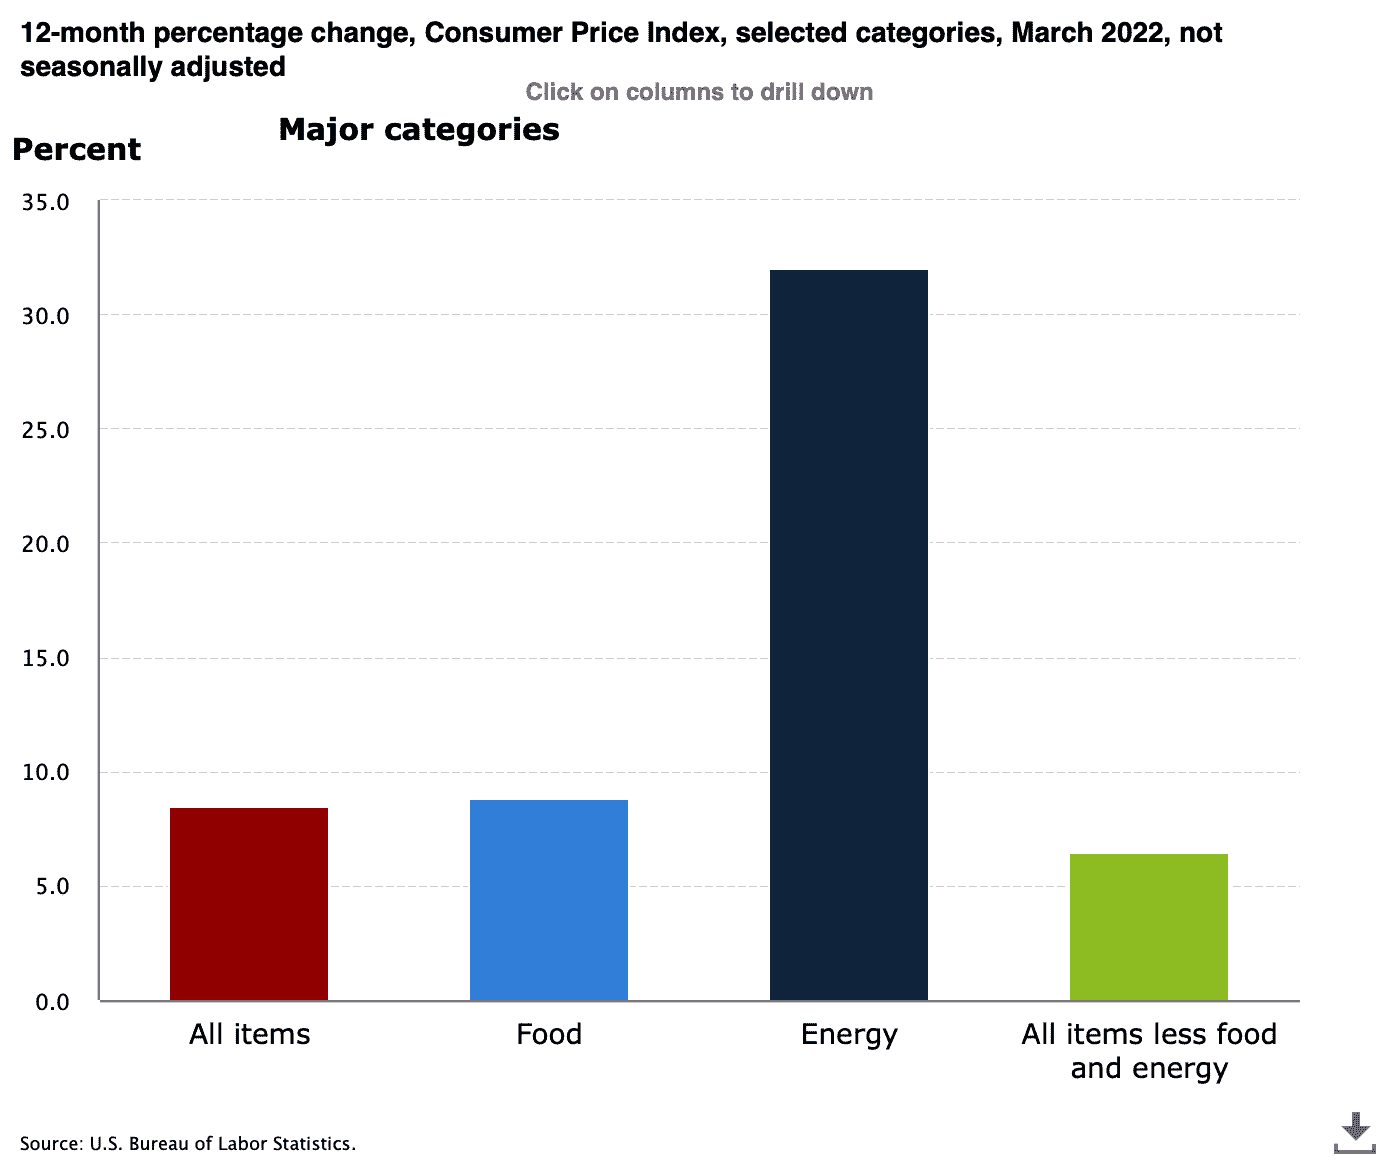 12-month percentage change, Consumer Price Index, selected categories, March 2022, not
seasonally adjusted
Click on columns to drill down
Major categories
Percent
35.0
30.0
25.0
20.0
15.0
10.0
5.0
0.0
All items
Food
Energy
All items less food
and energy
Source: U.S. Bureau of Labor Statistics.